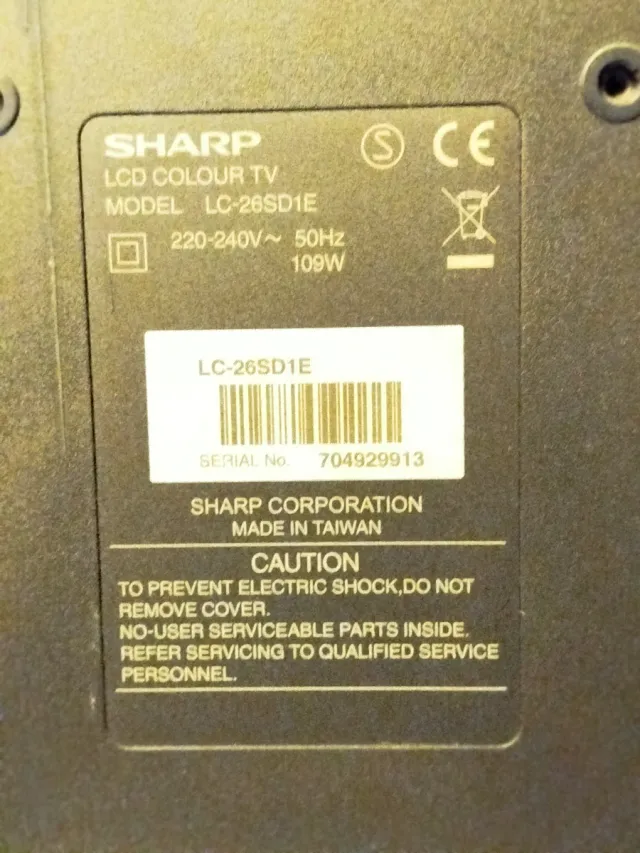 SHARP
LCD COLOUR TV
MODEL LC-26SD1E
220-240V~ 50Hz
109W
S
CE
LC-26SD1E
SERIAL No. 704929913
SHARP CORPORATION
MADE IN TAIWAN
CAUTION
TO PREVENT ELECTRIC SHOCK,DO NOT
REMOVE COVER.
NO-USER SERVICEABLE PARTS INSIDE.
REFER SERVICING TO QUALIFIED SERVICE
PERSONNEL.